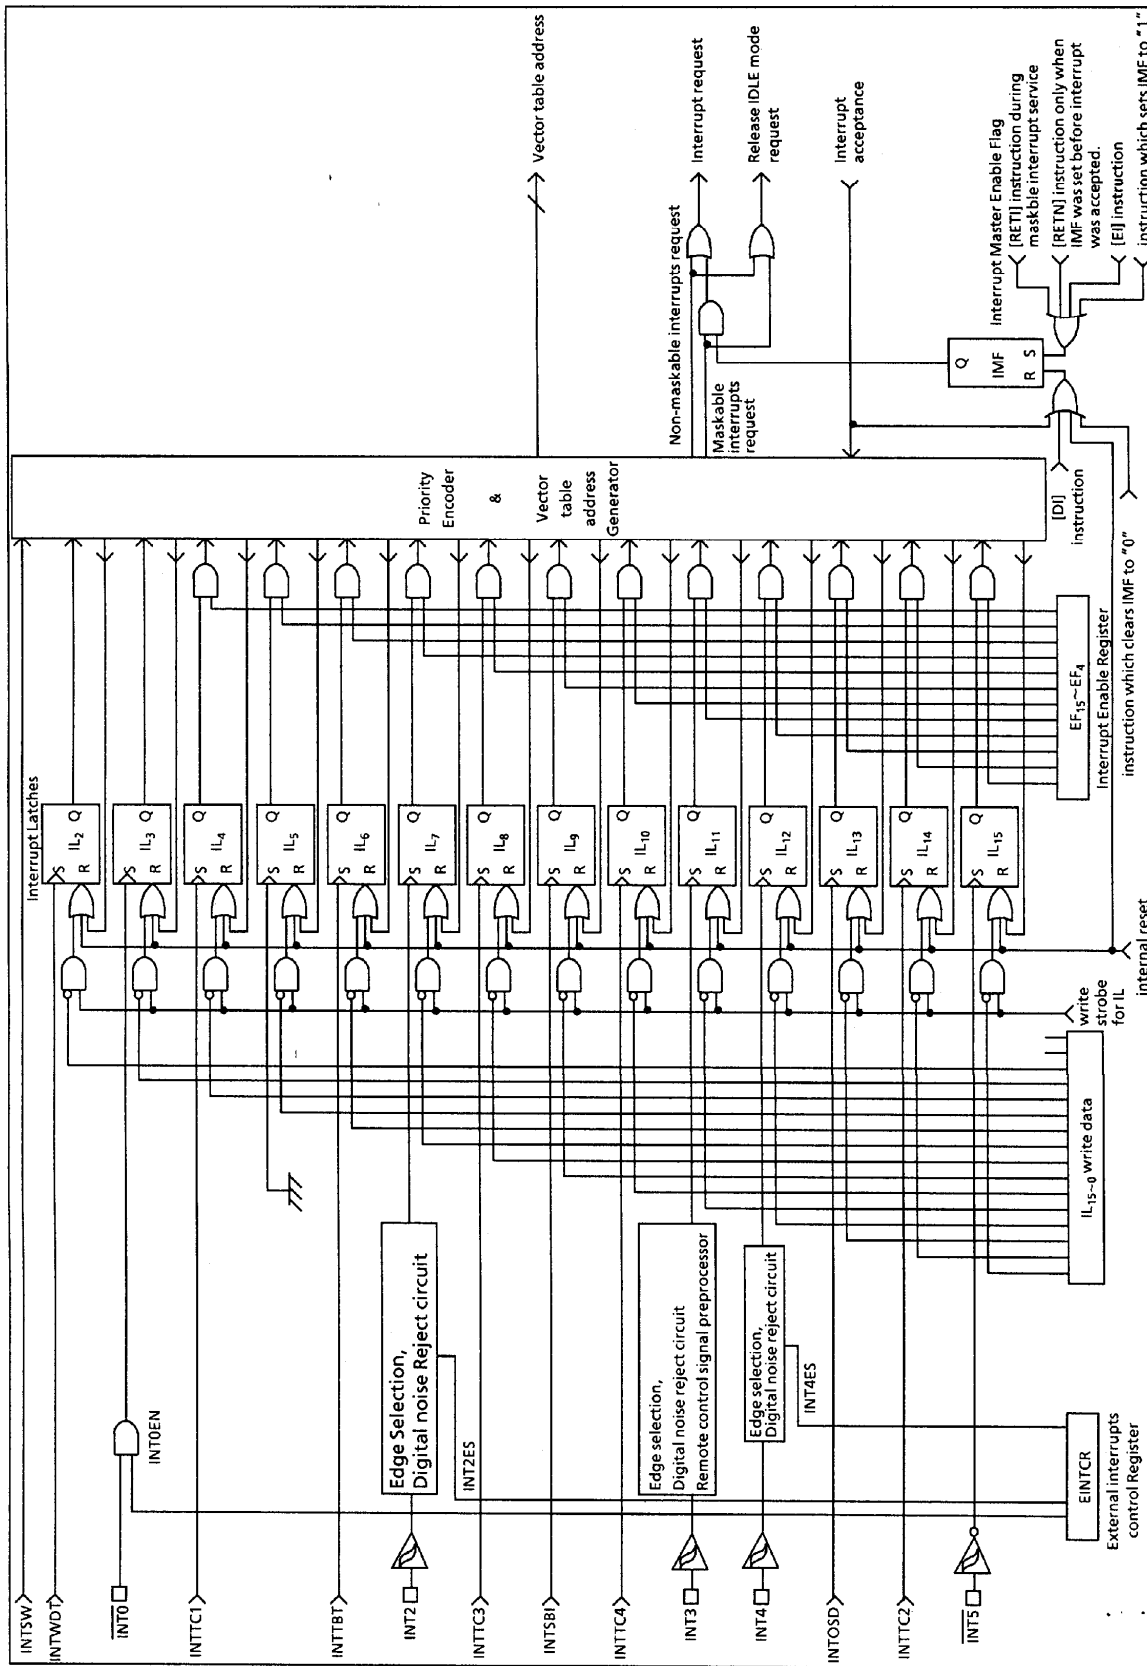 INTSW
INTWDT
INT0
INTTC1
INTTBT
INT2
INTTC3
INTSBI
INTTC4
INT3
INT4
INTOSD
INTTC2
INT5
INT0EN
Edge Selection,
Digital noise Reject circuit
INT2ES
Edge selection,
Digital noise reject circuit
Remote control signal preprocessor
Edge selection,
Digital noise reject circuit
INT4ES
EINTCR
External interrupts
control Register
IL15~0 write data
write
strobe
for IL
internal reset
Interrupt Latches
S IL2 Q
R
S IL3 Q
R
S IL4 Q
R
S IL5 Q
R
S IL6 Q
R
S IL7 Q
R
S IL8 Q
R
S IL9 Q
R
S IL10 Q
R
S IL11 Q
R
S IL12 Q
R
S IL13 Q
R
S IL14 Q
R
S IL15 Q
R
EF15~EF4
Interrupt Enable Register
instruction which clears IMF to "0"
Priority
Encoder
&
Vector
table
address
Generator
[DI]
instruction
Vector table address
Non-maskable interrupts request
Maskable
interrupts
request
Interrupt request
Release IDLE mode
request
Interrupt
acceptance
Q
IMF
R S
Interrupt Master Enable Flag
[RETI] instruction during
maskble interrupt service
[RETN] instruction only when
IMF was set before interrupt
was accepted.
[EI] instruction
instruction which sets IMF to "1"